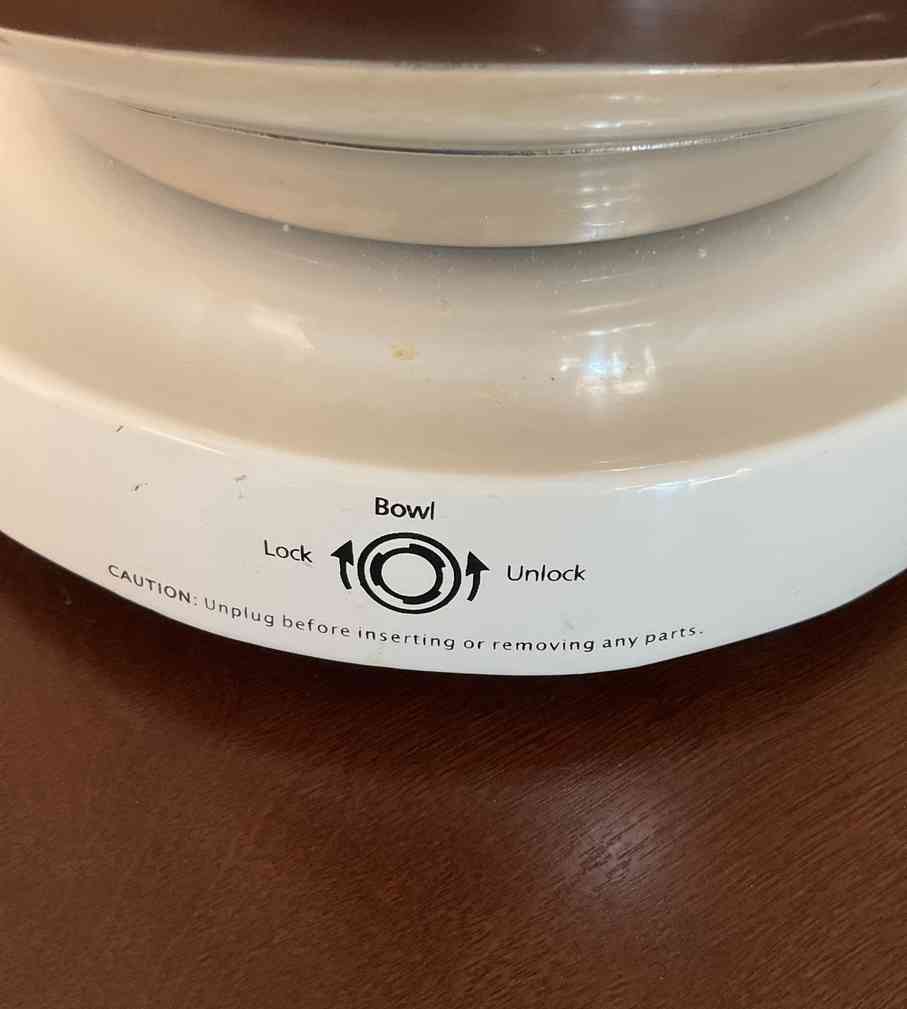 Bowl
Lock Unlock
CAUTION: Unplug before inserting or removing any parts.